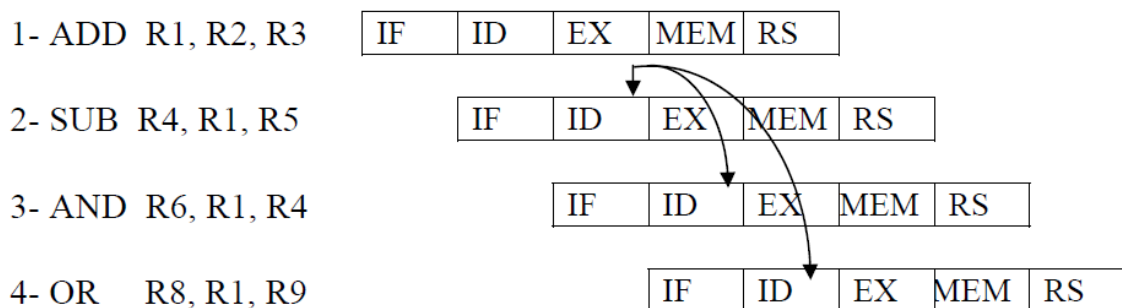 1- ADD R1, R2, R3 IF ID EX MEM RS
2- SUB R4, R1, R5 IF ID EX MEM RS
3- AND R6, R1, R4 IF ID EX MEM RS
4- OR R8, R1, R9 IF ID EX MEM RS